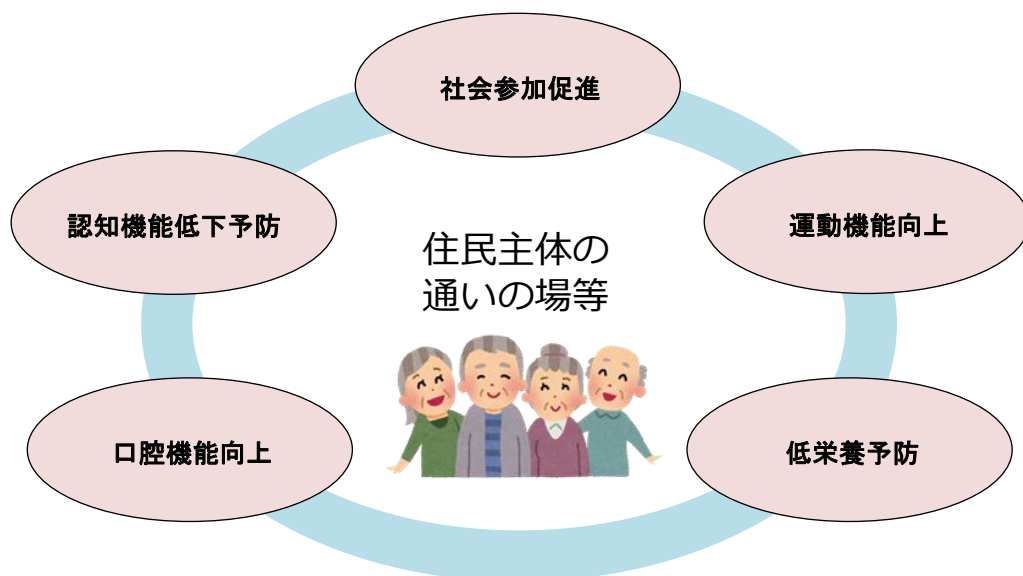 社会参加促進
認知機能低下予防
運動機能向上
住民主体の
通いの場等
口腔機能向上
低栄養予防